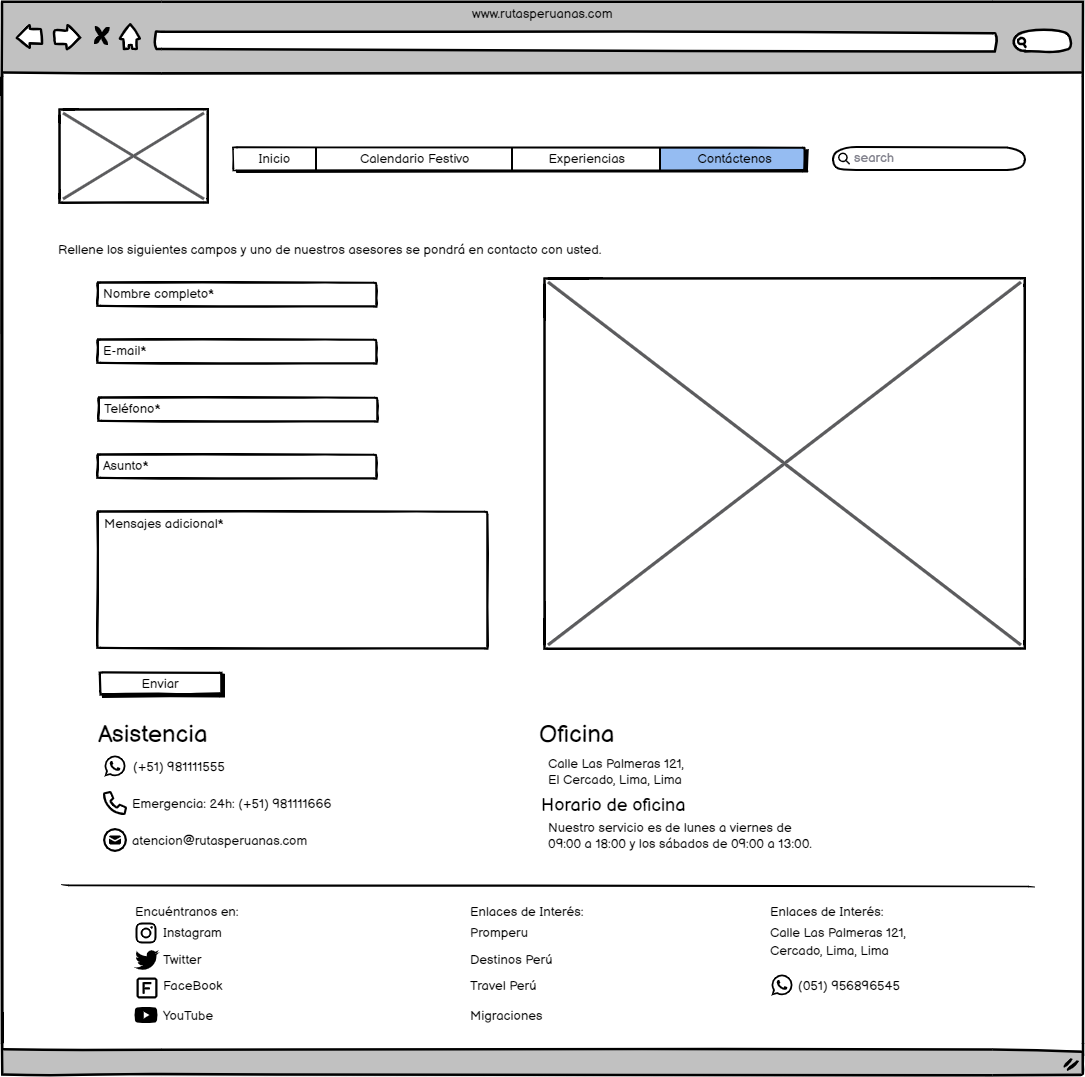 www.rutasperuanas.com
Inicio
Calendario Festivo
Experiencias
Contáctenos
search
Rellene los siguientes campos y uno de nuestros asesores se pondrá en contacto con usted.
Nombre completo*
E-mail*
Teléfono*
Asunto*
Mensajes adicional*
Enviar
Asistencia
(+51) 981111555
Emergencia: 24h: (+51) 981111666
atencion@rutasperuanas.com
Oficina
Calle Las Palmeras 121,
El Cercado, Lima, Lima
Horario de oficina
Nuestro servicio es de lunes a viernes de
09:00 a 18:00 y los sábados de 09:00 a 13:00.
Encuéntranos en:
Instagram
Twitter
FaceBook
YouTube
Enlaces de Interés:
Promperu
Destinos Perú
Travel Perú
Migraciones
Enlaces de Interés:
Calle Las Palmeras 121,
Cercado, Lima, Lima
(051) 956896545